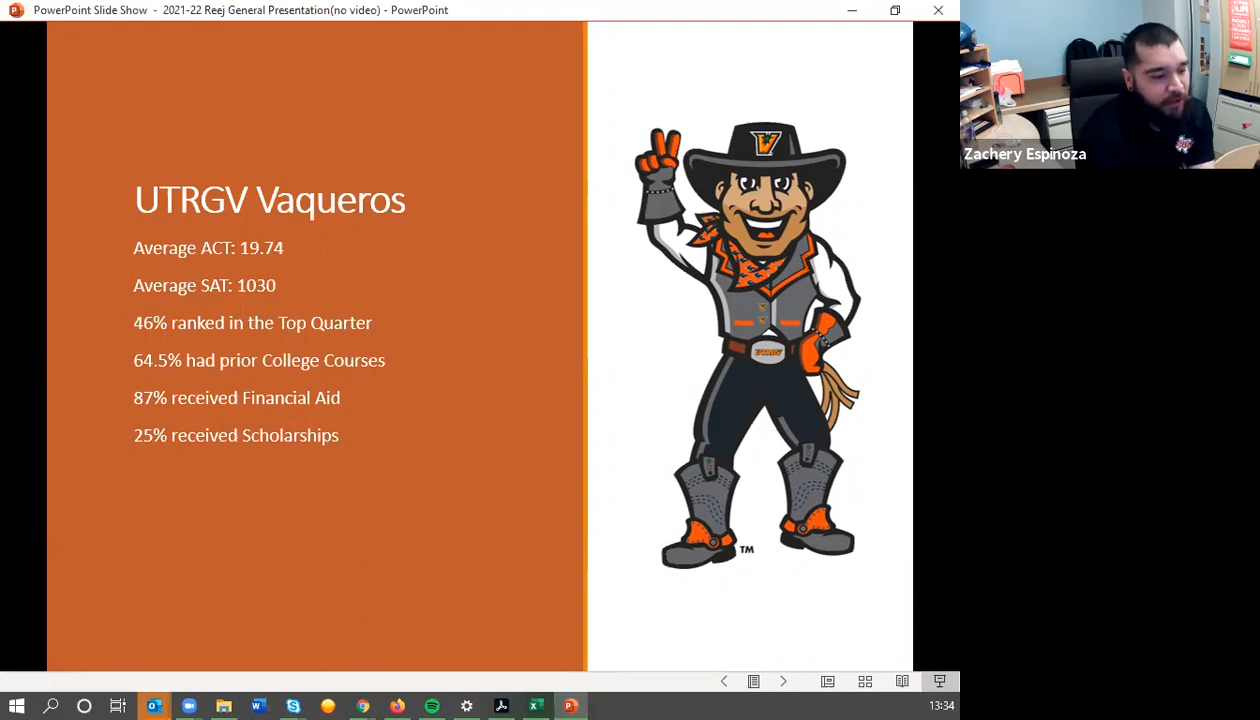 PowerPoint Slide Show - 2021-22 Reej General Presentation(no video) - PowerPoint
Zachery Espinoza
UTRGV Vaqueros
Average ACT: 19.74
Average SAT: 1030
46% ranked in the Top Quarter
64.5% had prior College Courses
87% received Financial Aid
25% received Scholarships
V
UTRGV
TM
13:34